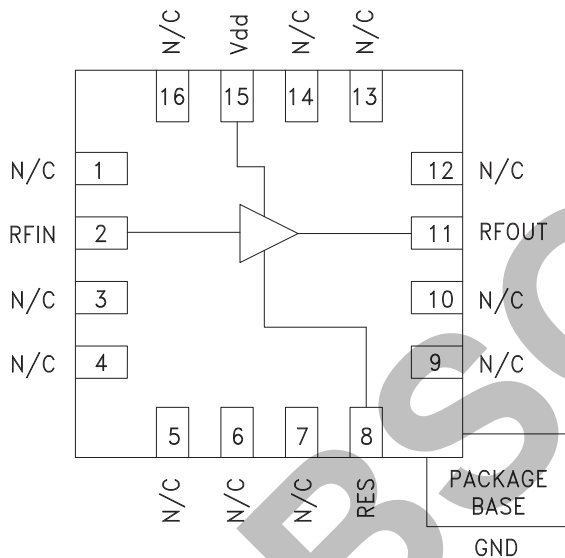 N/C Vdd N/C N/C
16 15 14 13
N/C 1 12 N/C
RFIN 2 11 RFOUT
N/C 3 10 N/C
N/C 4 9 N/C
5 6 7 8
N/C N/C N/C RES
PACKAGE
BASE
GND
BSO